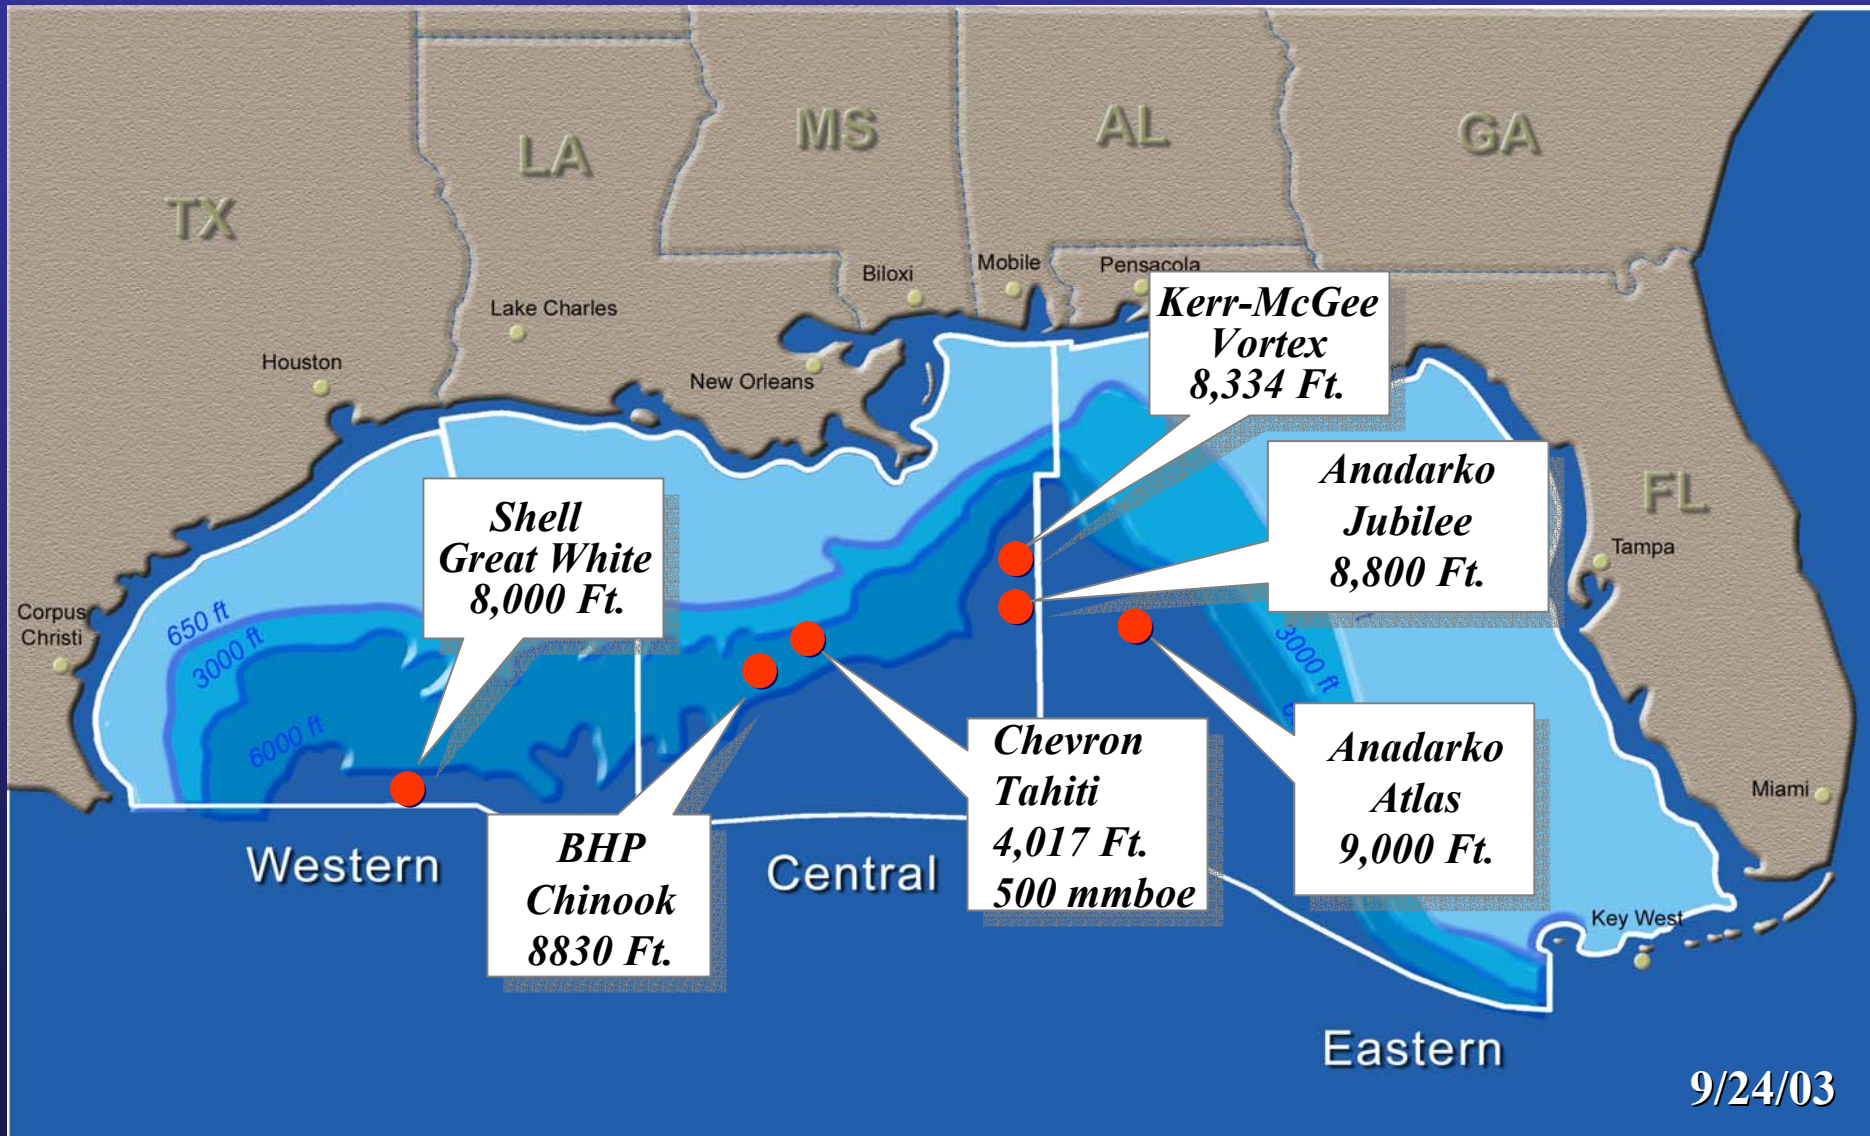 TX
LA
MS
AL
GA
FL
Biloxi
Mobile
Pensacola
Lake Charles
Houston
New Orleans
Corpus
Christi
Tampa
Miami
Key West
Kerr-McGee
Vortex
8,334 Ft.
Anadarko
Jubilee
8,800 Ft.
Shell
Great White
8,000 Ft.
650 ft
3000 ft
6000 ft
3000 ft
BHP
Chinook
8830 Ft.
Chevron
Tahiti
4,017 Ft.
500 mmboe
Anadarko
Atlas
9,000 Ft.
Western
Central
Eastern
9/24/03